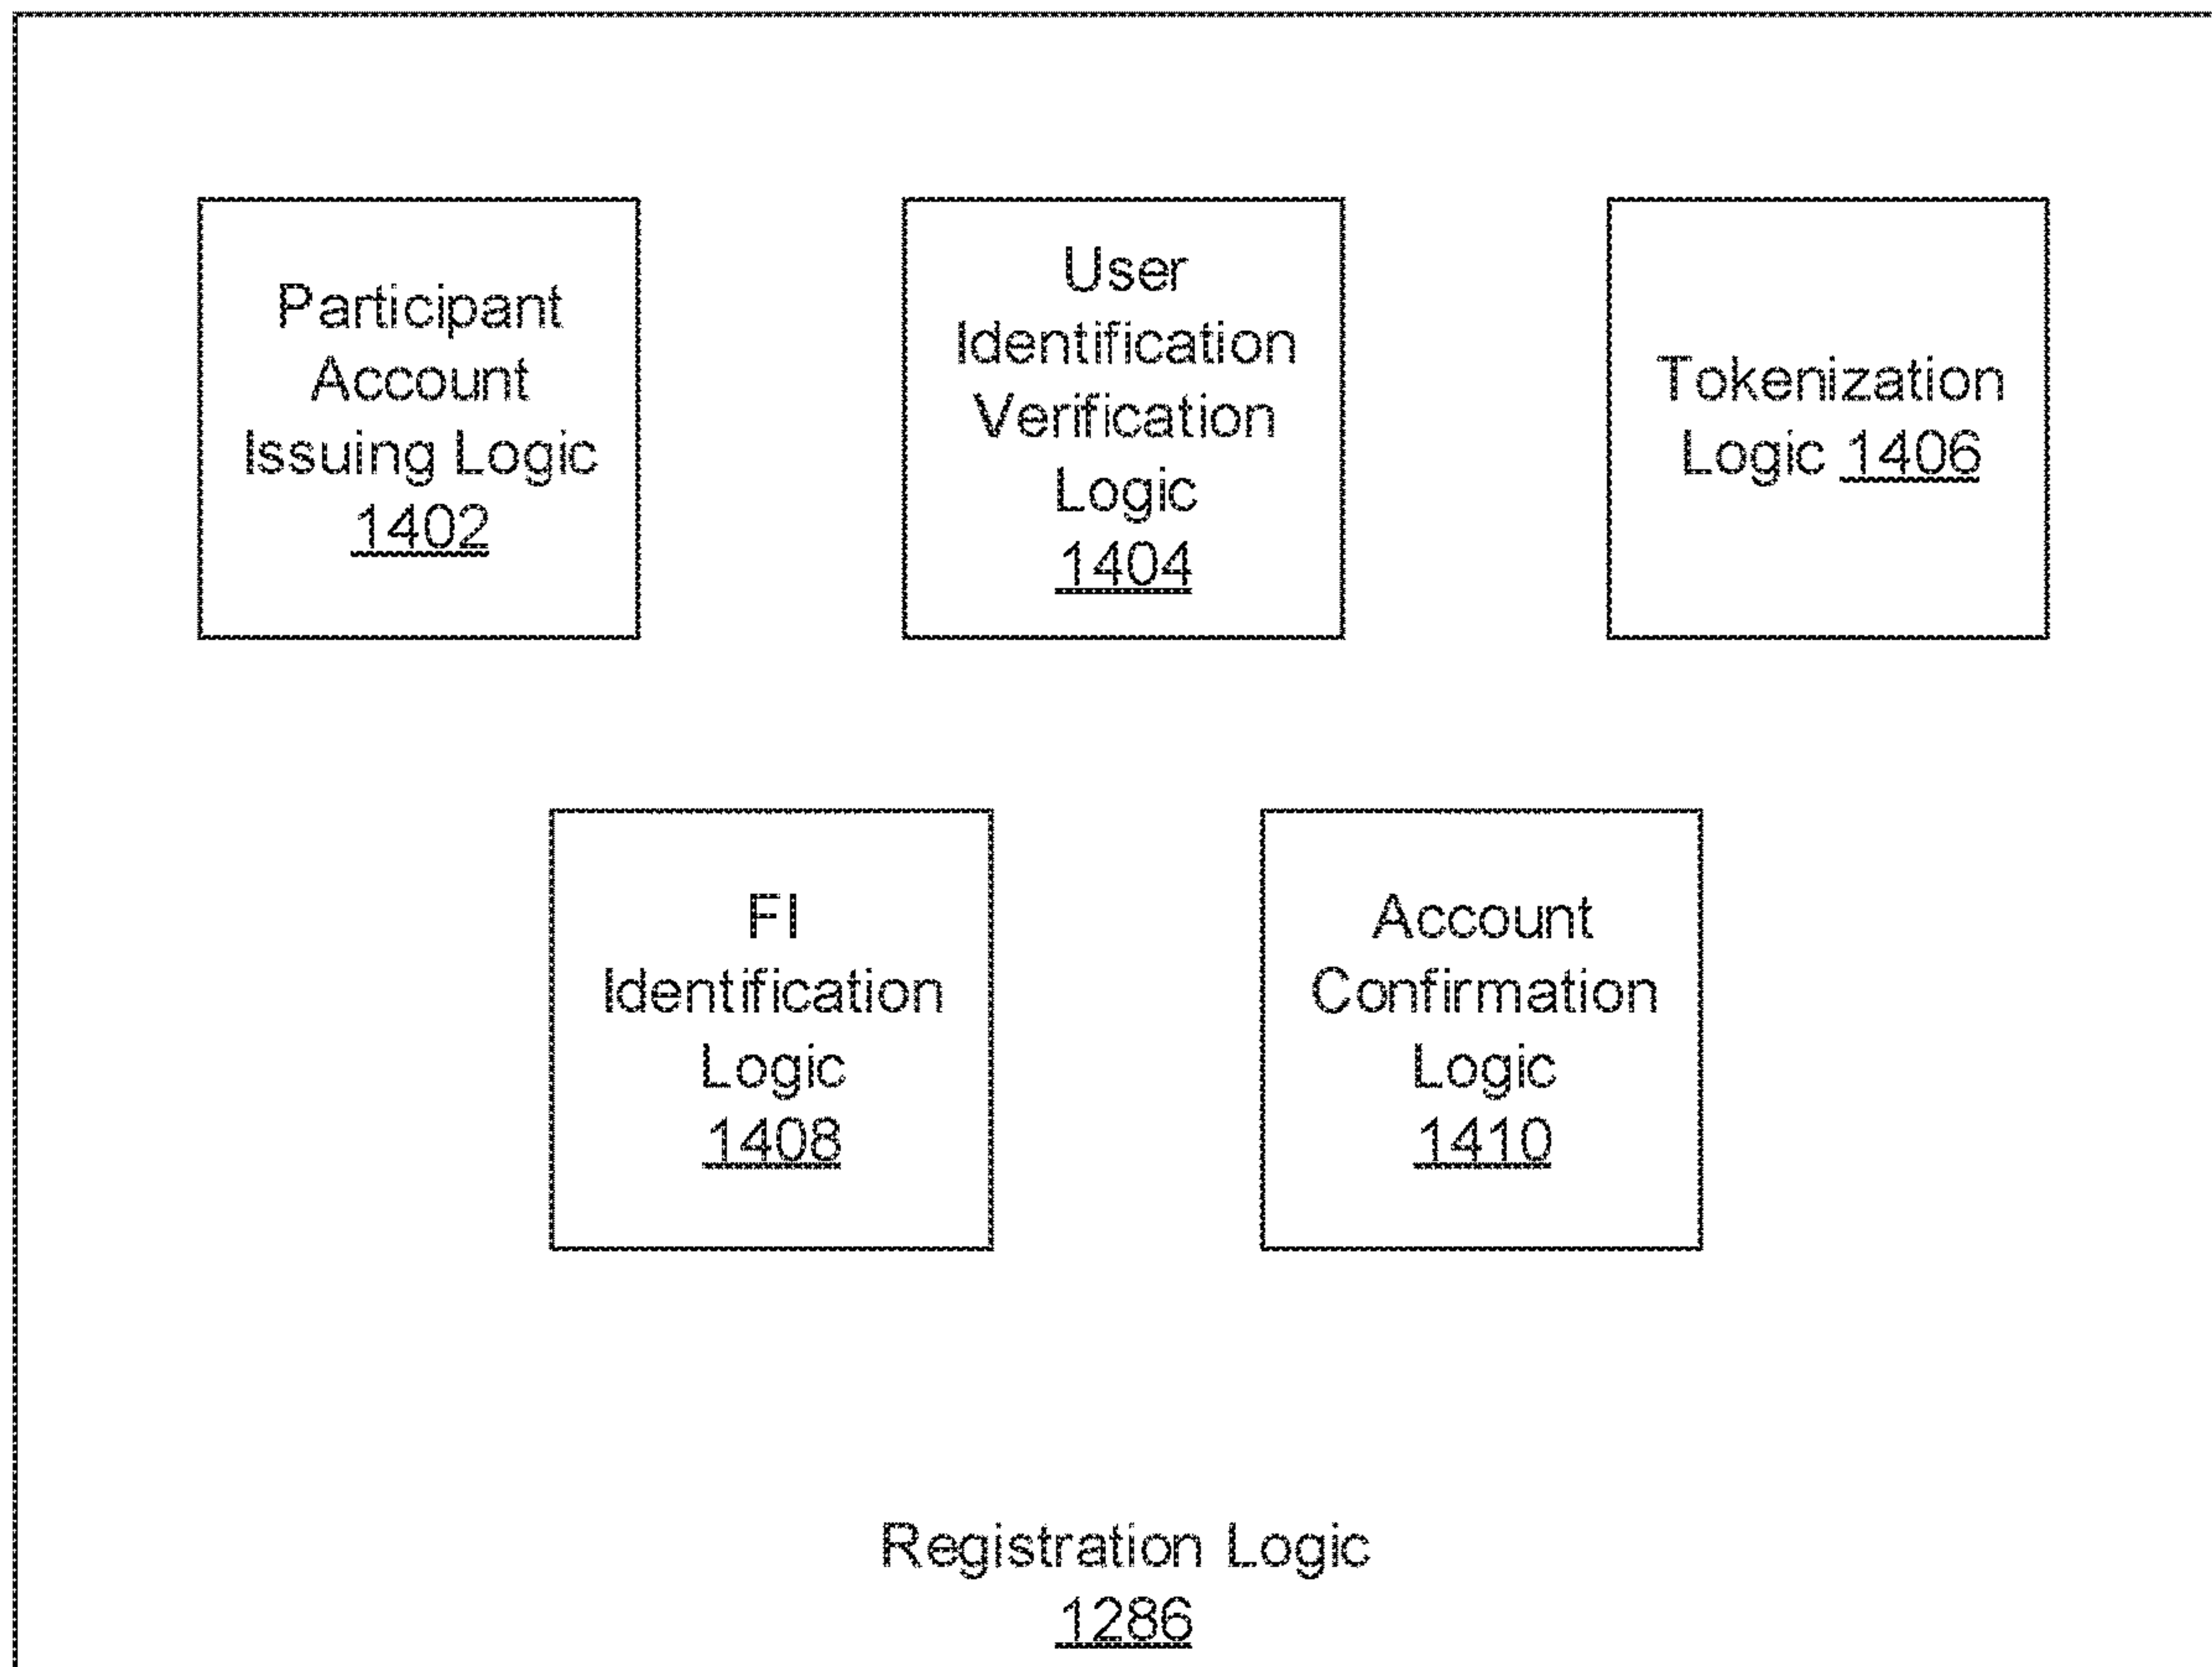 Participant
Account
Issuing Logic
1402
User
Identification
Verification
Logic
1404
Tokenization
Logic 1406
FI
Identification
Logic
1408
Account
Confirmation
Logic
1410
Registration Logic
1286